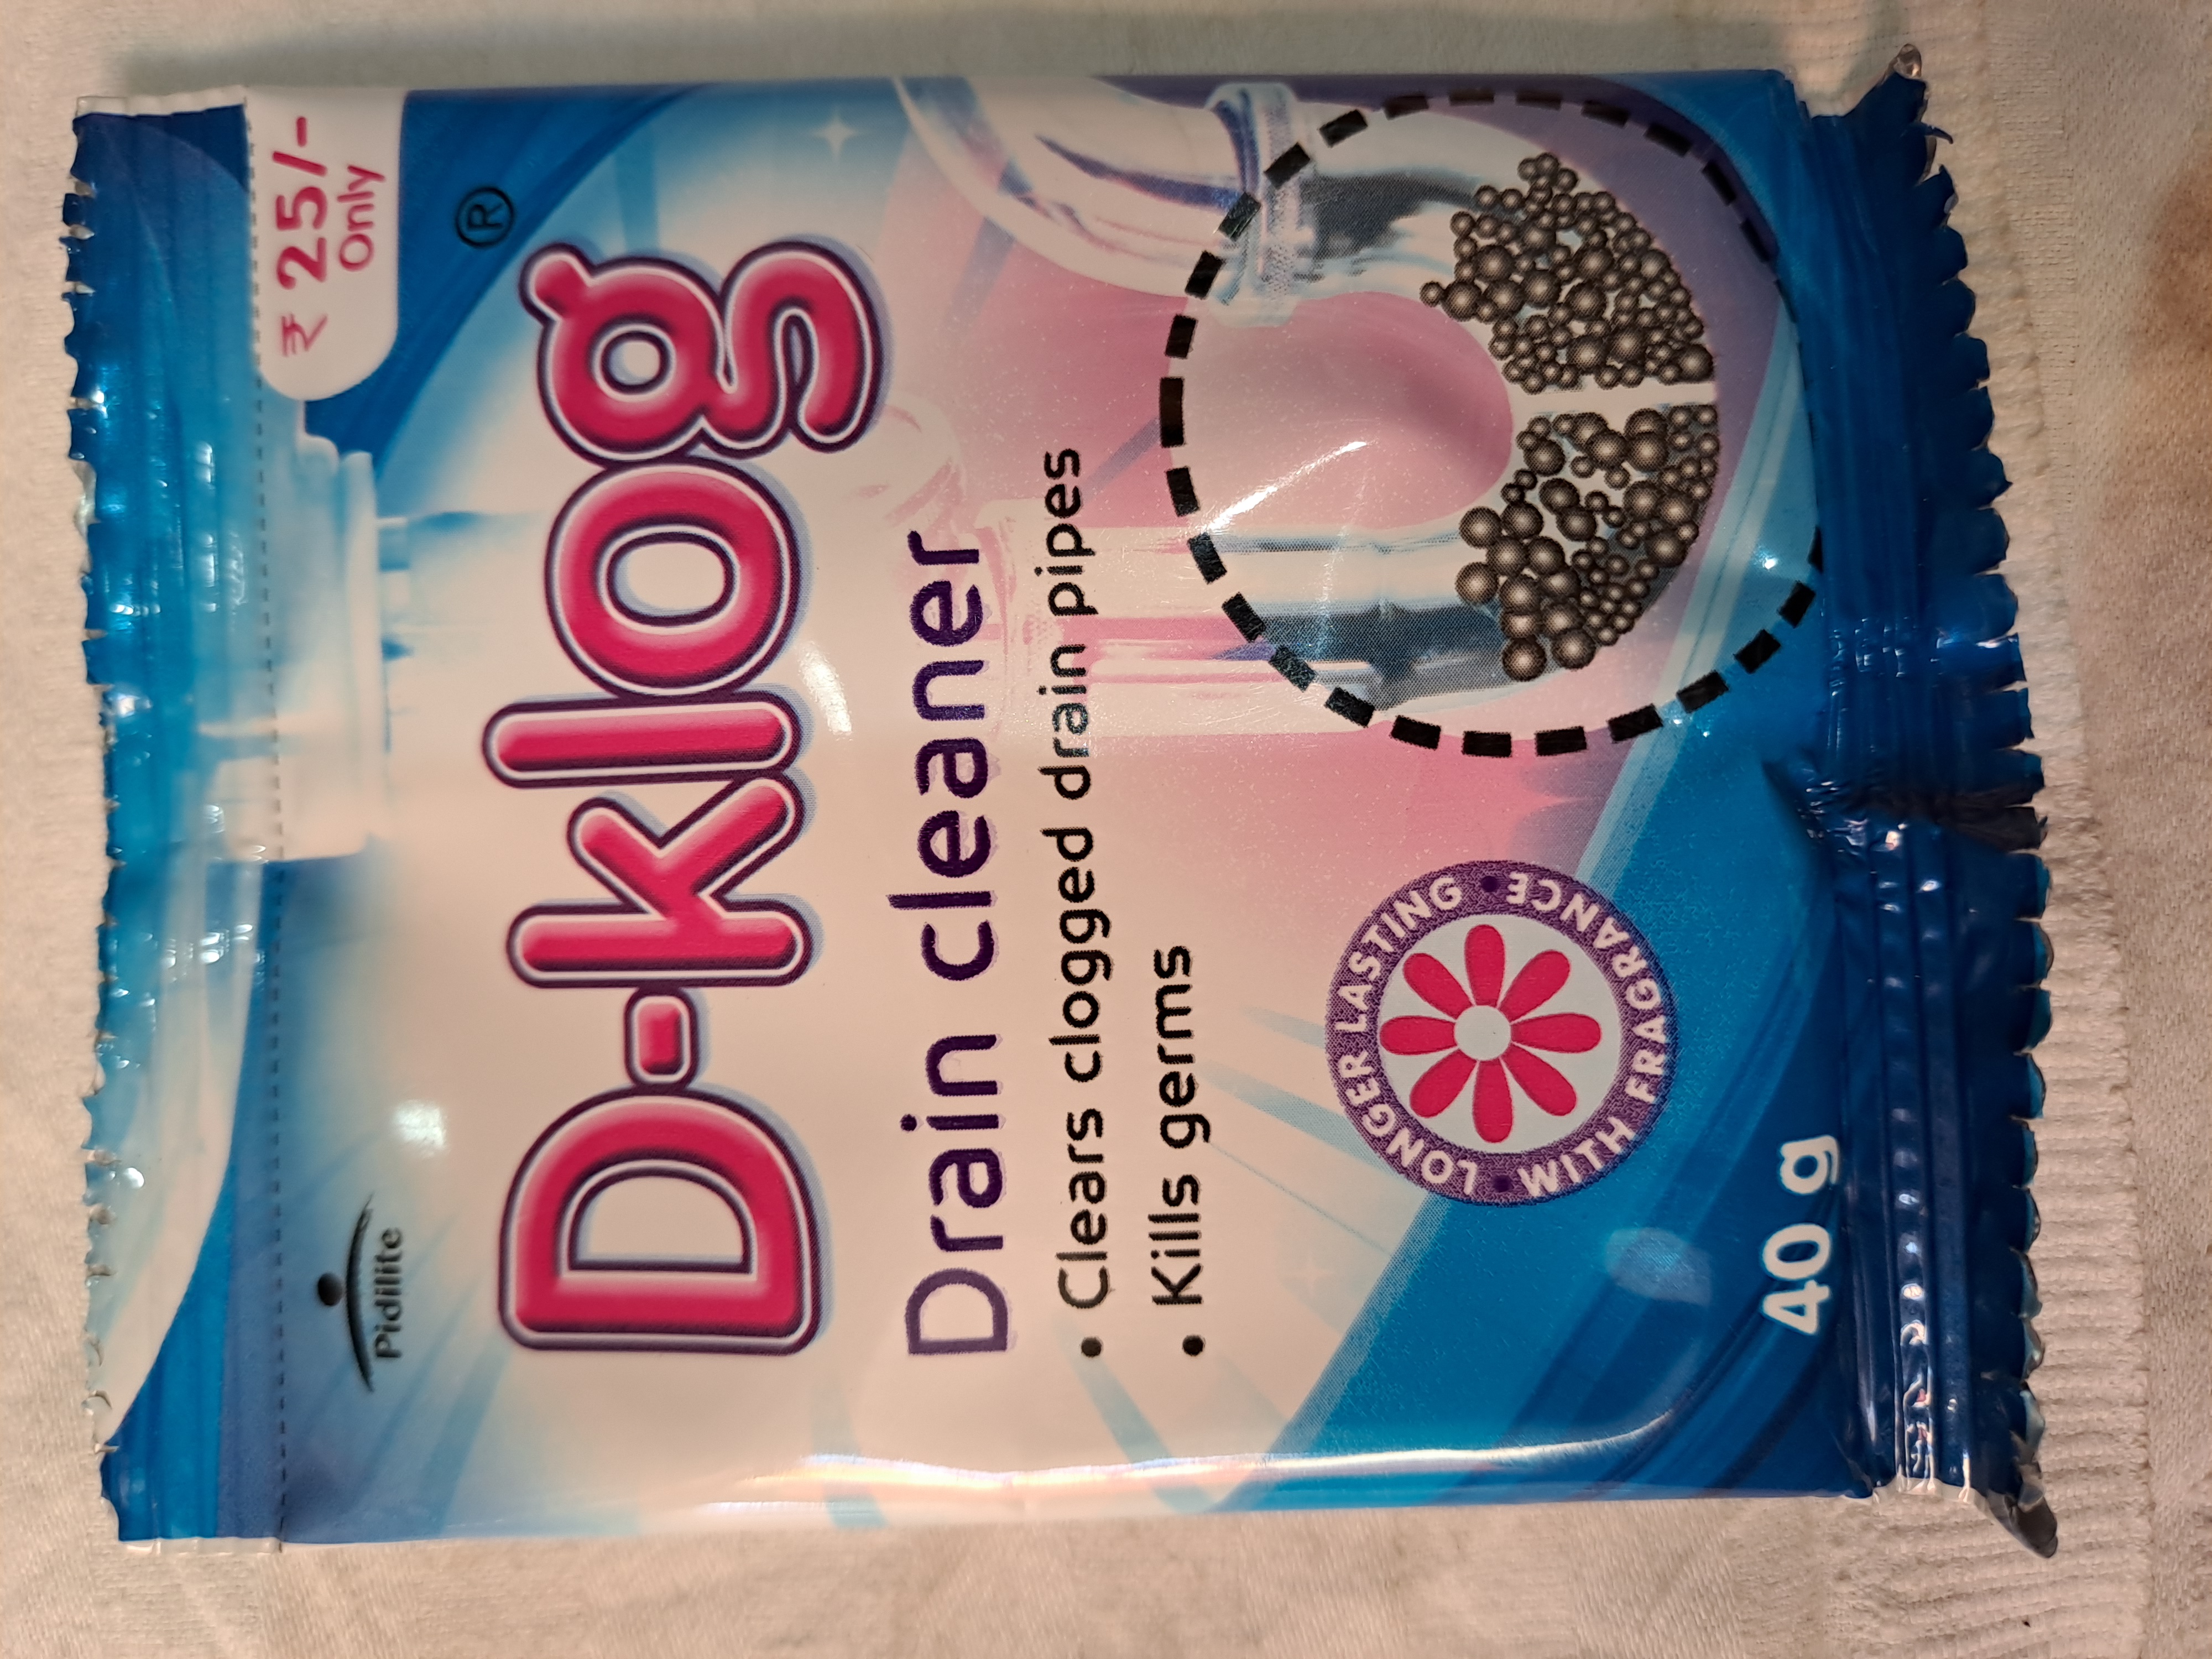 ₹ 25/-
Only
Pidilite
D-klog®
Drain cleaner
• Clears clogged drain pipes
• Kills germs
LONGER LASTING • WITH FRAGRANCE •
40 g